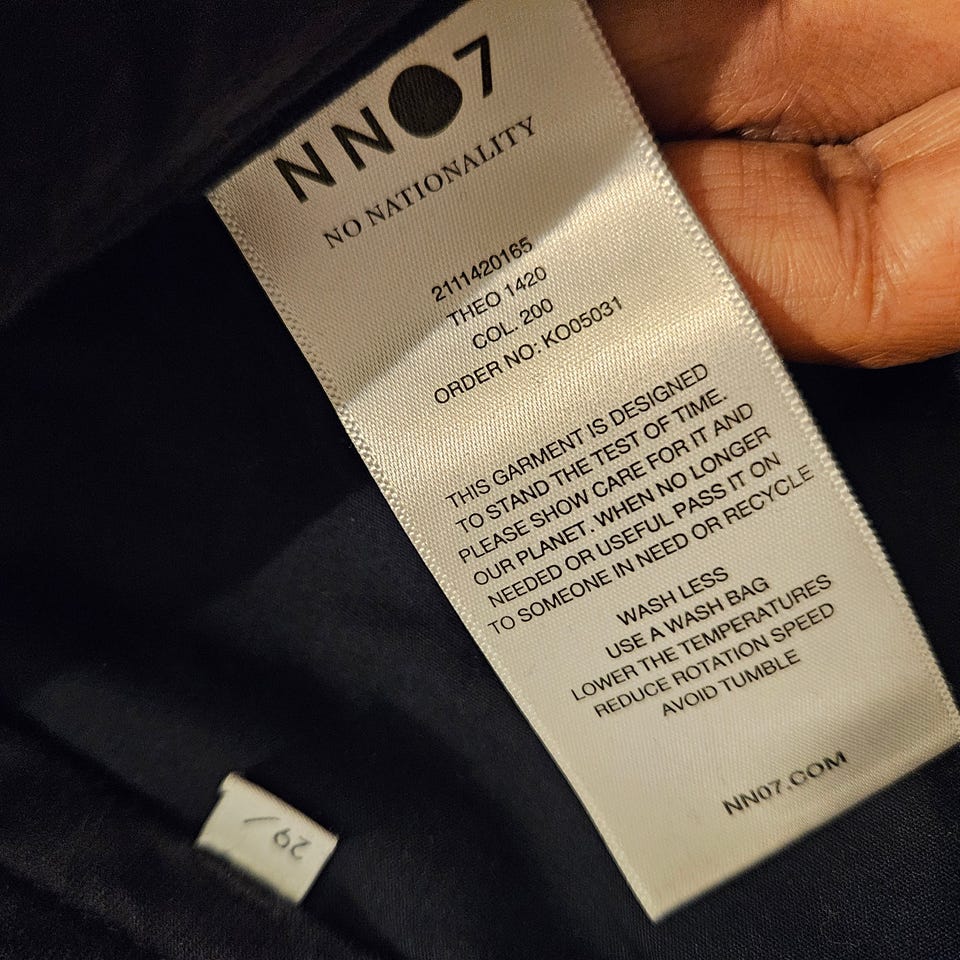 NN07
NO NATIONALITY
2111420165
THEO 1420
COL. 200
ORDER NO: KO05031
THIS GARMENT IS DESIGNED
TO STAND THE TEST OF TIME.
PLEASE SHOW CARE FOR IT AND
OUR PLANET. WHEN NO LONGER
NEEDED OR USEFUL PASS IT ON
TO SOMEONE IN NEED OR RECYCLE
WASH LESS
USE A WASH BAG
LOWER THE TEMPERATURES
REDUCE ROTATION SPEED
AVOID TUMBLE
NN07.COM
29/